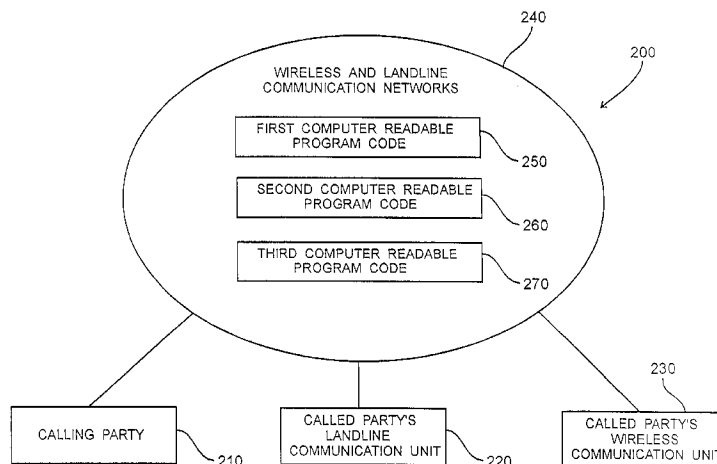 240
200
WIRELESS AND LANDLINE
COMMUNICATION NETWORKS
FIRST COMPUTER READABLE
PROGRAM CODE
250
SECOND COMPUTER READABLE
PROGRAM CODE
260
THIRD COMPUTER READABLE
PROGRAM CODE
270
230
CALLING PARTY
210
CALLED PARTY'S
LANDLINE
COMMUNICATION UNIT
220
CALLED PARTY'S
WIRELESS
COMMUNICATION UNIT